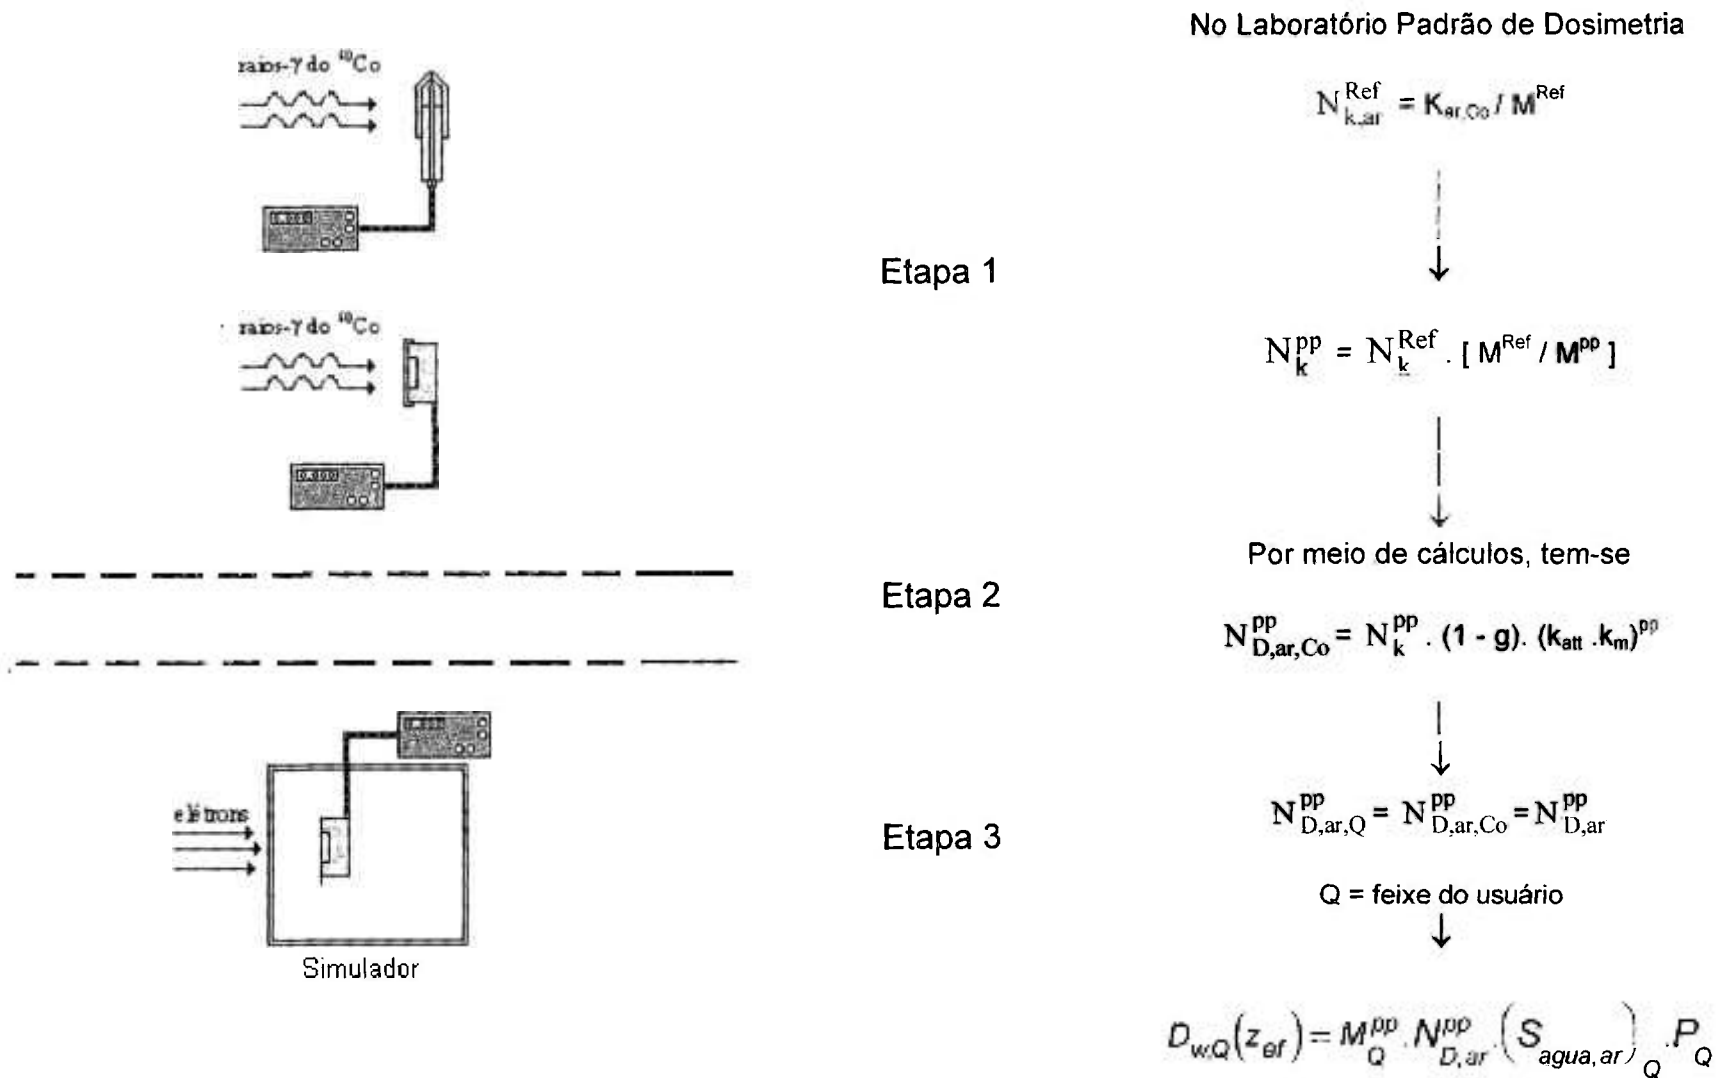 No Laboratório Padrão de Dosimetria
raios-γ do ⁶⁰Co
N_{k,ar}^{Ref} = K_{ar,Co} / M^{Ref}
Etapa 1
raios-γ do ⁶⁰Co
N_k^{pp} = N_k^{Ref} . [ M^{Ref} / M^{pp} ]
Por meio de cálculos, tem-se
Etapa 2
N_{D,ar,Co}^{pp} = N_k^{pp} . (1 - g). (k_{att} .k_m)^{pp}
elétrons
Etapa 3
N_{D,ar,Q}^{pp} = N_{D,ar,Co}^{pp} = N_{D,ar}^{pp}
Q = feixe do usuário
Simulador
D_{w,Q}(z_{ef}) = M_Q^{pp}.N_{D,ar}^{pp}.(S_{agua,ar})_Q.P_Q